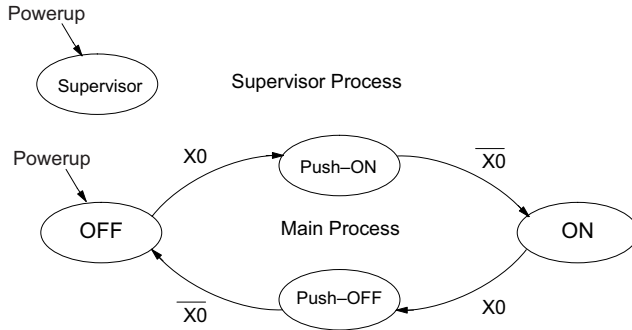 Powerup
Supervisor
Supervisor Process
Powerup
X0
Push–ON
X0
OFF
Main Process
ON
X0
Push–OFF
X0